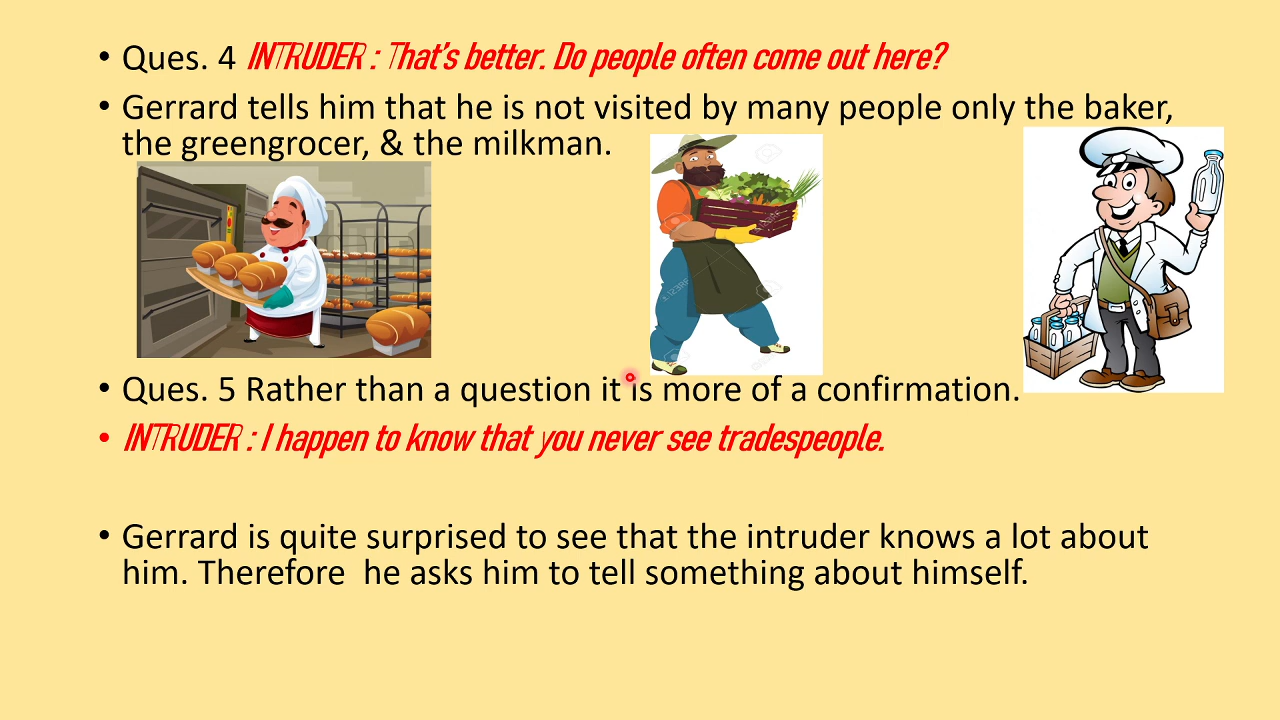 • Ques. 4 INTRUDER : That's better. Do people often come out here?
• Gerrard tells him that he is not visited by many people only the baker,
the greengrocer, & the milkman.
• Ques. 5 Rather than a question it is more of a confirmation.
• INTRUDER : I happen to know that you never see tradespeople.
• Gerrard is quite surprised to see that the intruder knows a lot about
him. Therefore  he asks him to tell something about himself.